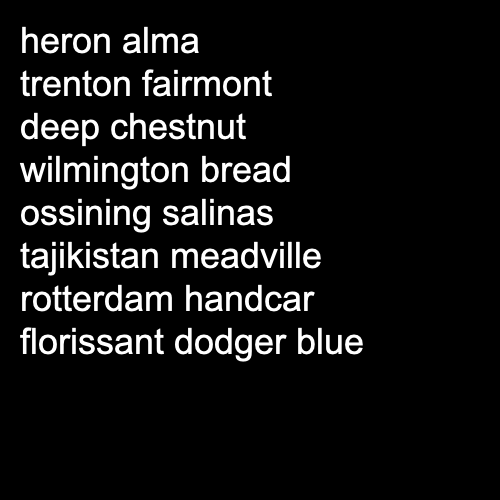 heron alma
trenton fairmont
deep chestnut
wilmington bread
ossining salinas
tajikistan meadville
rotterdam handcar
florissant dodger blue